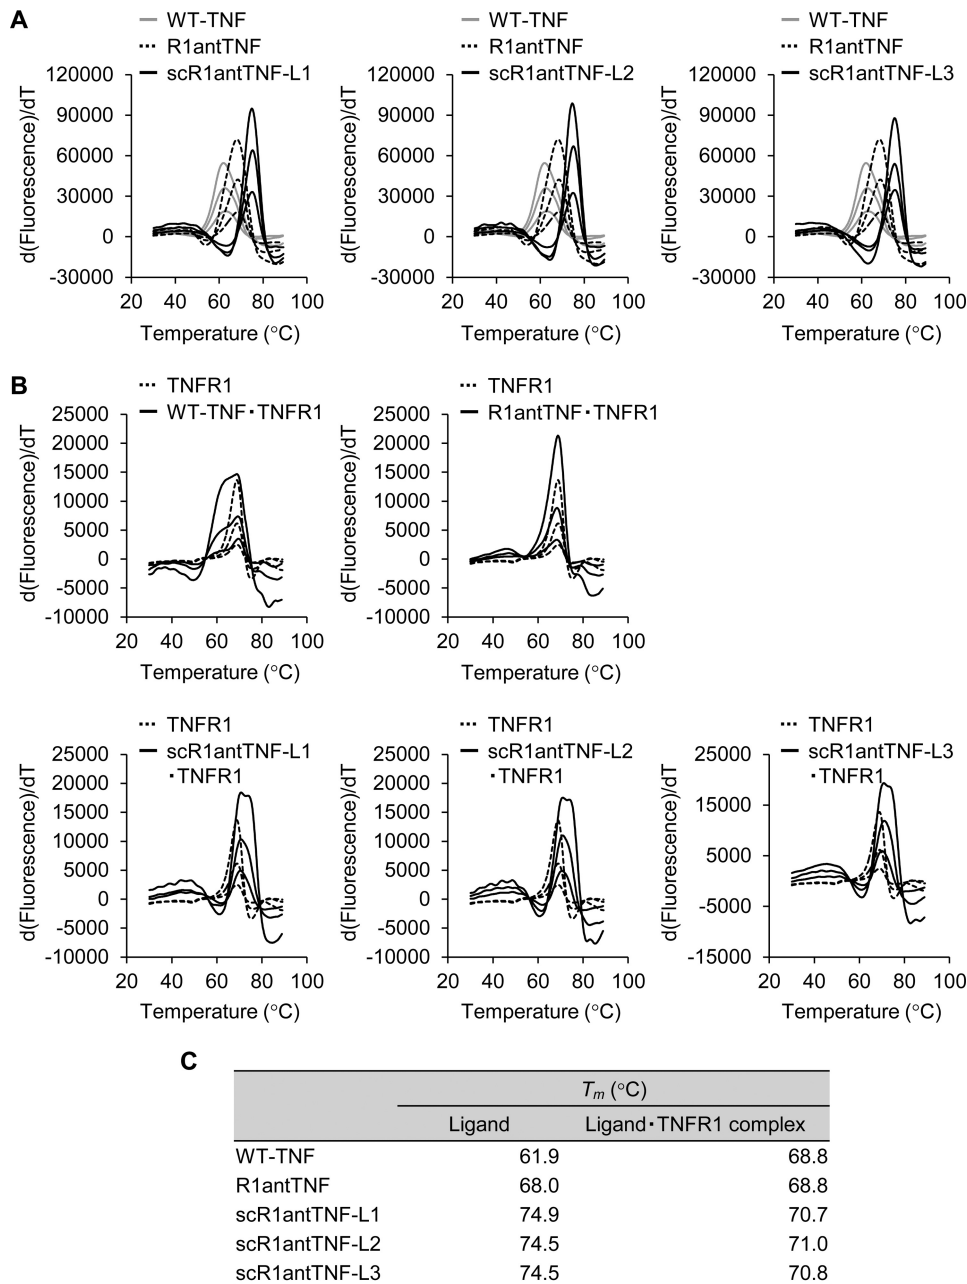 A
WT-TNF
R1antTNF
scR1antTNF-L1
120000
90000
60000
30000
0
-30000
d(Fluorescence)/dT
20 40 60 80 100
Temperature (°C)
WT-TNF
R1antTNF
scR1antTNF-L2
120000
90000
60000
30000
0
-30000
d(Fluorescence)/dT
20 40 60 80 100
Temperature (°C)
WT-TNF
R1antTNF
scR1antTNF-L3
120000
90000
60000
30000
0
-30000
d(Fluorescence)/dT
20 40 60 80 100
Temperature (°C)
B
TNFR1
WT-TNF・TNFR1
25000
20000
15000
10000
5000
0
-5000
-10000
d(Fluorescence)/dT
20 40 60 80 100
Temperature (°C)
TNFR1
R1antTNF・TNFR1
25000
20000
15000
10000
5000
0
-5000
-10000
d(Fluorescence)/dT
20 40 60 80 100
Temperature (°C)
TNFR1
scR1antTNF-L1
・TNFR1
25000
20000
15000
10000
5000
0
-5000
-10000
d(Fluorescence)/dT
20 40 60 80 100
Temperature (°C)
TNFR1
scR1antTNF-L2
・TNFR1
25000
20000
15000
10000
5000
0
-5000
-10000
d(Fluorescence)/dT
20 40 60 80 100
Temperature (°C)
TNFR1
scR1antTNF-L3
・TNFR1
25000
15000
5000
-5000
-15000
d(Fluorescence)/dT
20 40 60 80 100
Temperature (°C)
C
Tm (°C)
Ligand Ligand・TNFR1 complex
WT-TNF 61.9 68.8
R1antTNF 68.0 68.8
scR1antTNF-L1 74.9 70.7
scR1antTNF-L2 74.5 71.0
scR1antTNF-L3 74.5 70.8